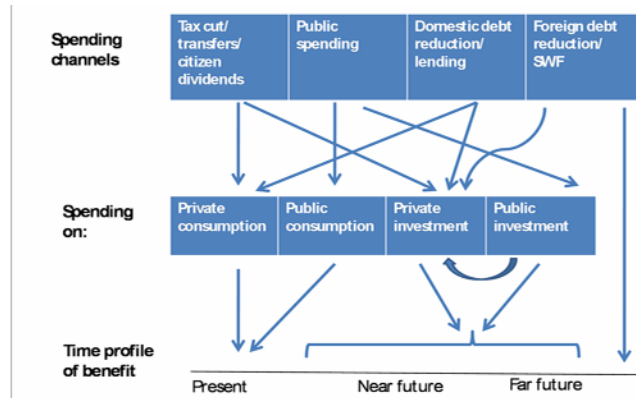 Spending
channels
Tax cut/
transfers/
citizen
dividends
Public
spending
Domestic debt
reduction/
lending
Foreign debt
reduction/
SWF
Spending
on:
Private
consumption
Public
consumption
Private
investment
Public
investment
Time profile
of benefit
Present
Near future
Far future